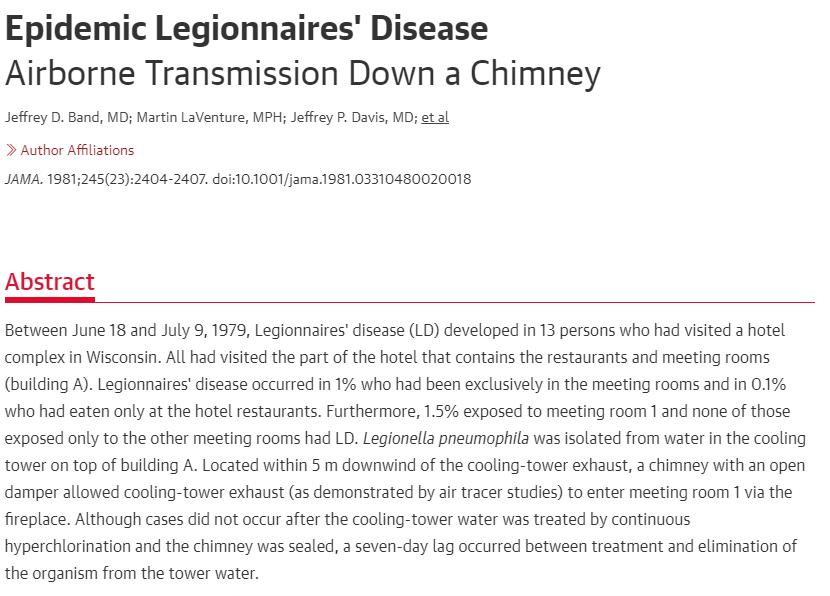 Epidemic Legionnaires' Disease
Airborne Transmission Down a Chimney
Jeffrey D. Band, MD; Martin LaVenture, MPH; Jeffrey P. Davis, MD; et al
Author Affiliations
JAMA. 1981;245(23):2404-2407. doi:10.1001/jama.1981.03310480020018
Abstract
Between June 18 and July 9, 1979, Legionnaires' disease (LD) developed in 13 persons who had visited a hotel
complex in Wisconsin. All had visited the part of the hotel that contains the restaurants and meeting rooms
(building A). Legionnaires' disease occurred in 1% who had been exclusively in the meeting rooms and in 0.1%
who had eaten only at the hotel restaurants. Furthermore, 1.5% exposed to meeting room 1 and none of those
exposed only to the other meeting rooms had LD. Legionella pneumophila was isolated from water in the cooling
tower on top of building A. Located within 5 m downwind of the cooling-tower exhaust, a chimney with an open
damper allowed cooling-tower exhaust (as demonstrated by air tracer studies) to enter meeting room 1 via the
fireplace. Although cases did not occur after the cooling-tower water was treated by continuous
hyperchlorination and the chimney was sealed, a seven-day lag occurred between treatment and elimination of
the organism from the tower water.